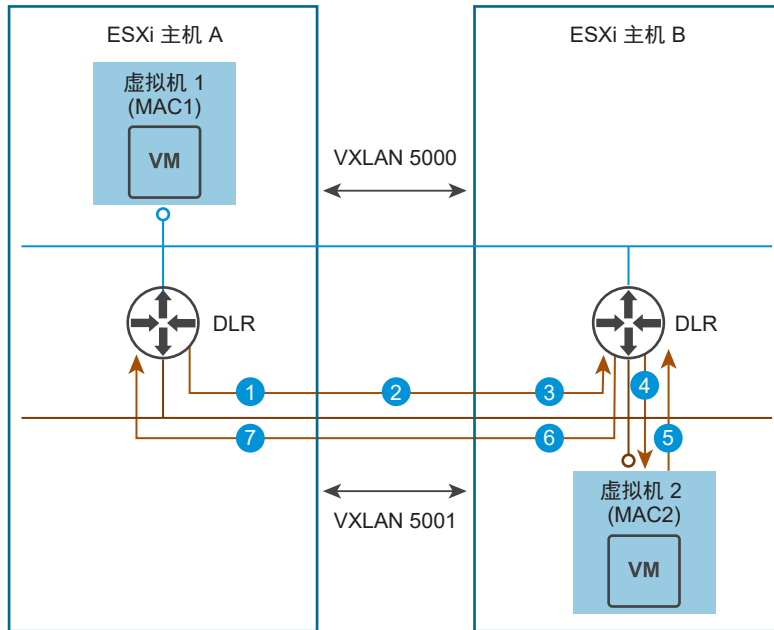 ESXi 主机 A
ESXi 主机 B
虚拟机 1
(MAC1)
VM
VXLAN 5000
DLR
DLR
1
2
3
4
7
6
5
VXLAN 5001
虚拟机 2
(MAC2)
VM